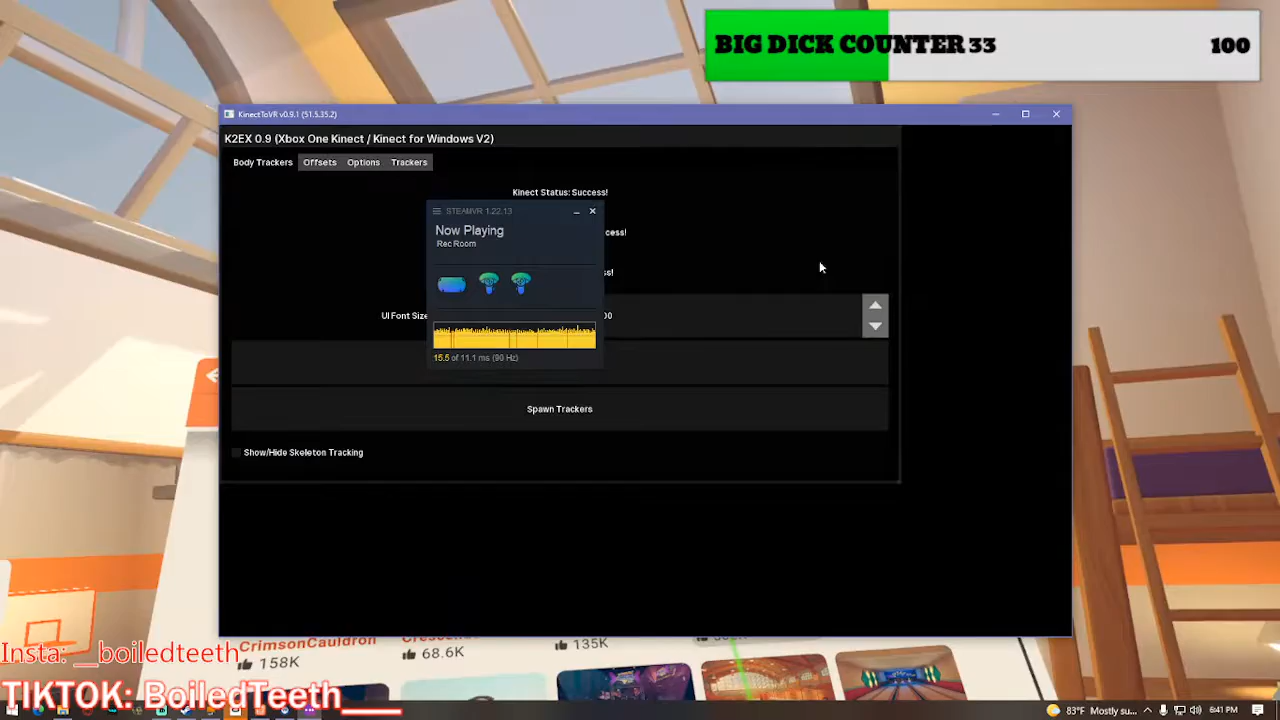 BIG DICK COUNTER 33 100
KinectToVR v0.9.1 (51.5.35.2)
K2EX 0.9 (Xbox One Kinect / Kinect for Windows V2)
Body Trackers Offsets Options Trackers
Kinect Status: Success!
STEAMVR 1.22.13
Now Playing
Rec Room
cess!
s!
UI Font Size
00
15.5 of 11.1 ms (90 Hz)
Spawn Trackers
Show/Hide Skeleton Tracking
CrimsonCauldron
158K
68.6K
135K
Insta: __boiledteeth
TIKTOK: BoiledTeeth___
83°F Mostly su... 6:41 PM